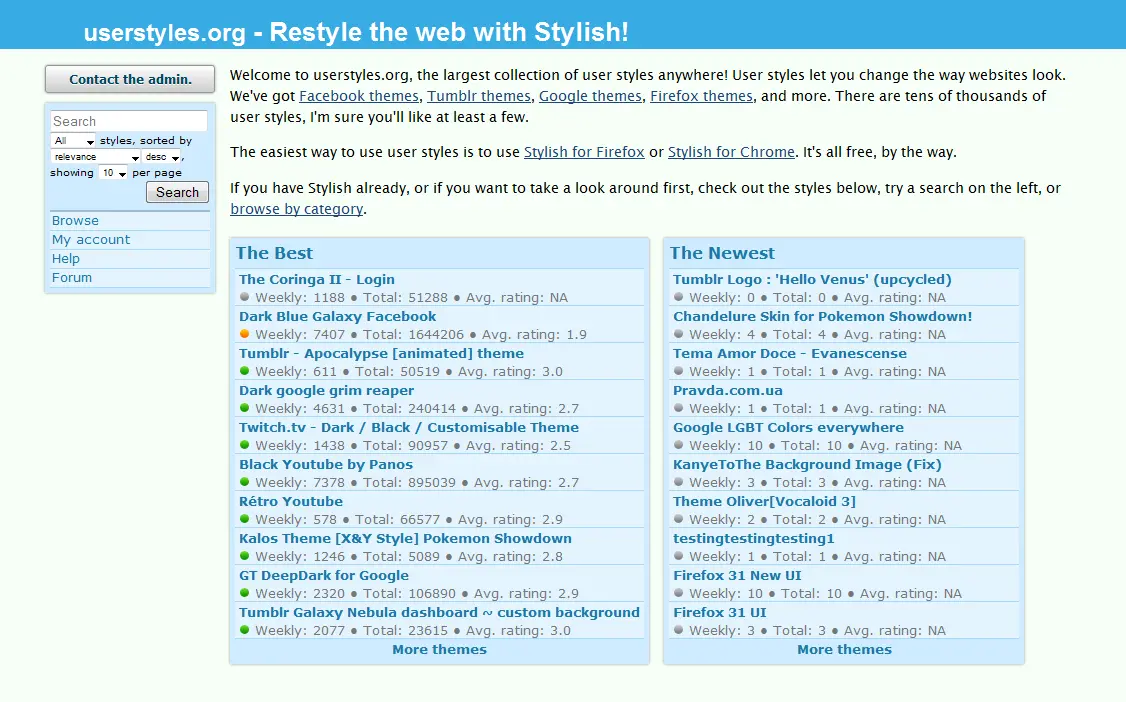 userstyles.org - Restyle the web with Stylish!
Contact the admin.
Search
All styles, sorted by
relevance desc ,
showing 10 per page
Search
Browse
My account
Help
Forum
Welcome to userstyles.org, the largest collection of user styles anywhere! User styles let you change the way websites look.
We've got Facebook themes, Tumblr themes, Google themes, Firefox themes, and more. There are tens of thousands of
user styles, I'm sure you'll like at least a few.
The easiest way to use user styles is to use Stylish for Firefox or Stylish for Chrome. It's all free, by the way.
If you have Stylish already, or if you want to take a look around first, check out the styles below, try a search on the left, or
browse by category.
The Best
The Coringa II - Login
Weekly: 1188 ● Total: 51288 ● Avg. rating: NA
Dark Blue Galaxy Facebook
Weekly: 7407 ● Total: 1644206 ● Avg. rating: 1.9
Tumblr - Apocalypse [animated] theme
Weekly: 611 ● Total: 50519 ● Avg. rating: 3.0
Dark google grim reaper
Weekly: 4631 ● Total: 240414 ● Avg. rating: 2.7
Twitch.tv - Dark / Black / Customisable Theme
Weekly: 1438 ● Total: 90957 ● Avg. rating: 2.5
Black Youtube by Panos
Weekly: 7378 ● Total: 895039 ● Avg. rating: 2.7
Rétro Youtube
Weekly: 578 ● Total: 66577 ● Avg. rating: 2.9
Kalos Theme [X&Y Style] Pokemon Showdown
Weekly: 1246 ● Total: 5089 ● Avg. rating: 2.8
GT DeepDark for Google
Weekly: 2320 ● Total: 106890 ● Avg. rating: 2.9
Tumblr Galaxy Nebula dashboard ~ custom background
Weekly: 2077 ● Total: 23615 ● Avg. rating: 3.0
More themes
The Newest
Tumblr Logo : 'Hello Venus' (upcycled)
Weekly: 0 ● Total: 0 ● Avg. rating: NA
Chandelure Skin for Pokemon Showdown!
Weekly: 4 ● Total: 4 ● Avg. rating: NA
Tema Amor Doce - Evanescense
Weekly: 1 ● Total: 1 ● Avg. rating: NA
Pravda.com.ua
Weekly: 1 ● Total: 1 ● Avg. rating: NA
Google LGBT Colors everywhere
Weekly: 10 ● Total: 10 ● Avg. rating: NA
KanyeToThe Background Image (Fix)
Weekly: 3 ● Total: 3 ● Avg. rating: NA
Theme Oliver[Vocaloid 3]
Weekly: 2 ● Total: 2 ● Avg. rating: NA
testingtestingtesting1
Weekly: 1 ● Total: 1 ● Avg. rating: NA
Firefox 31 New UI
Weekly: 10 ● Total: 10 ● Avg. rating: NA
Firefox 31 UI
Weekly: 3 ● Total: 3 ● Avg. rating: NA
More themes